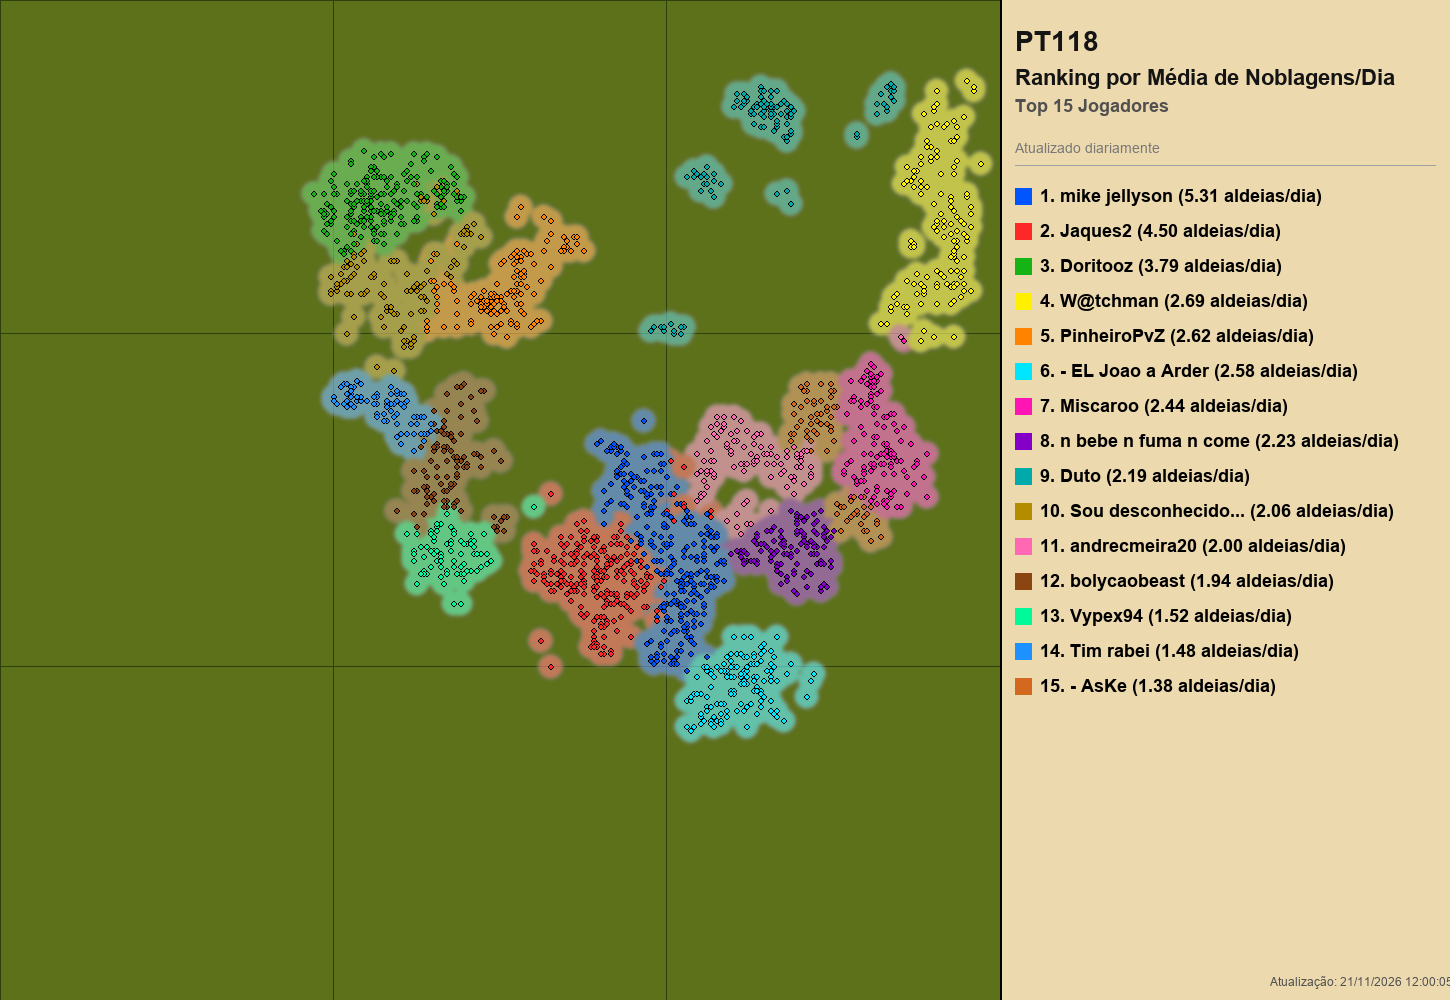 PT118
Ranking por Média de Noblagens/Dia
Top 15 Jogadores
Atualizado diariamente
1. mike jellyson (5.31 aldeias/dia)
2. Jaques2 (4.50 aldeias/dia)
3. Doritooz (3.79 aldeias/dia)
4. W@tchman (2.69 aldeias/dia)
5. PinheiroPvZ (2.62 aldeias/dia)
6. - EL Joao a Arder (2.58 aldeias/dia)
7. Miscaroo (2.44 aldeias/dia)
8. n bebe n fuma n come (2.23 aldeias/dia)
9. Duto (2.19 aldeias/dia)
10. Sou desconhecido... (2.06 aldeias/dia)
11. andrecmeira20 (2.00 aldeias/dia)
12. bolycaobeast (1.94 aldeias/dia)
13. Vypex94 (1.52 aldeias/dia)
14. Tim rabei (1.48 aldeias/dia)
15. - AsKe (1.38 aldeias/dia)
Atualização: 21/11/2026 12:00:05